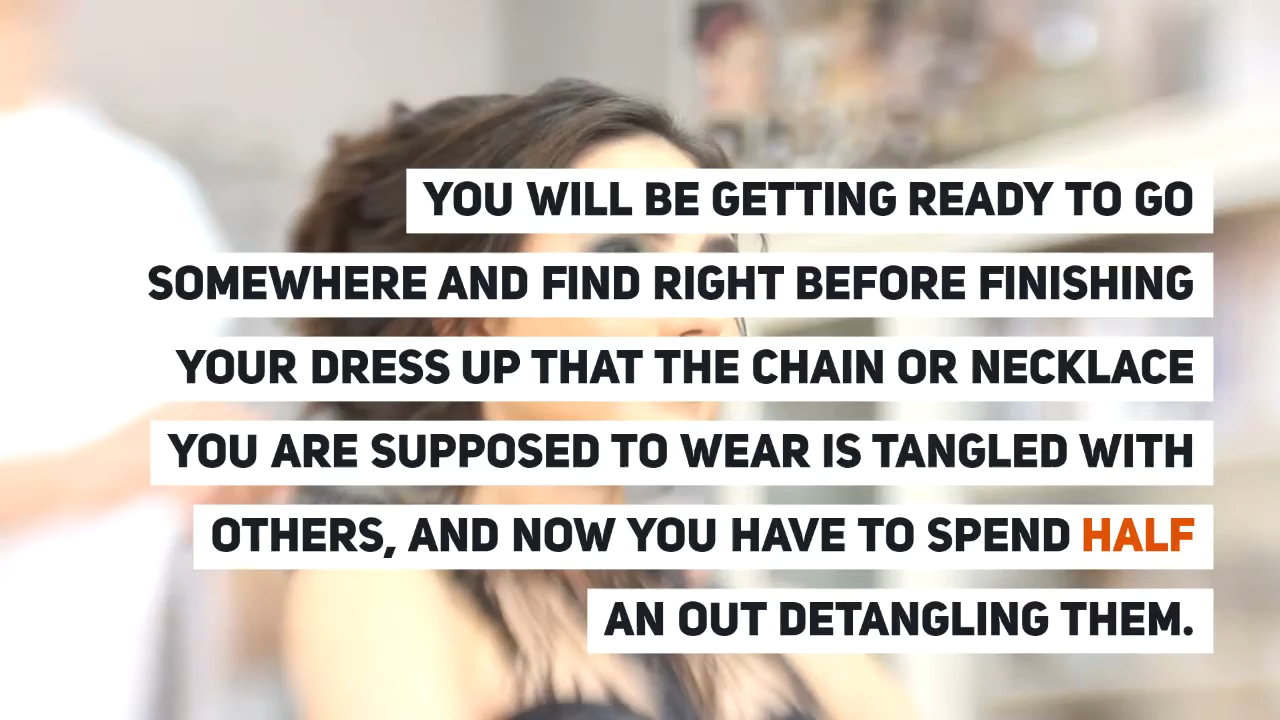 YOU WILL BE GETTING READY TO GO
SOMEWHERE AND FIND RIGHT BEFORE FINISHING
YOUR DRESS UP THAT THE CHAIN OR NECKLACE
YOU ARE SUPPOSED TO WEAR IS TANGLED WITH
OTHERS, AND NOW YOU HAVE TO SPEND HALF
AN OUT DETANGLING THEM.